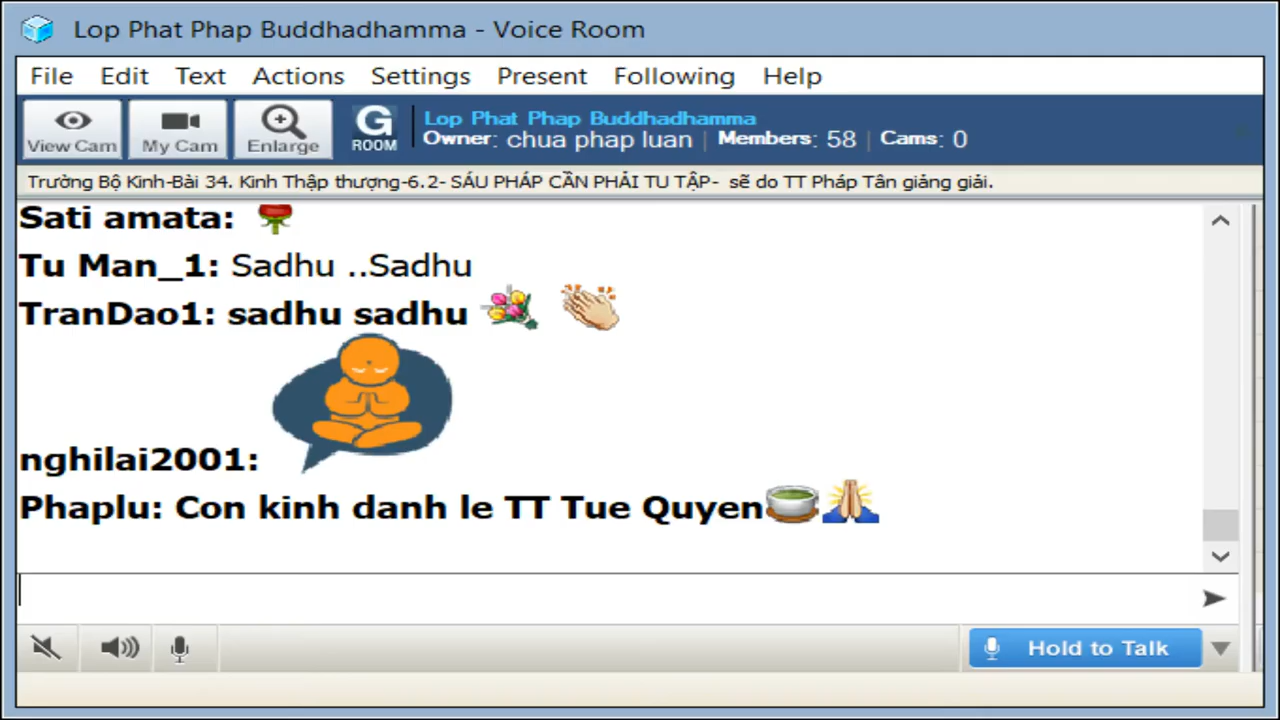 Lop Phat Phap Buddhadhamma - Voice Room
File Edit Text Actions Settings Present Following Help
View Cam My Cam Enlarge G ROOM
Lop Phat Phap Buddhadhamma
Owner: chua phap luan | Members: 58 | Cams: 0
Trường Bộ Kinh-Bài 34. Kinh Thập thượng-6.2- SÁU PHÁP CẦN PHẢI TU TẬP- sẽ do TT Pháp Tân giảng giải.
Sati amata:
Tu Man_1: Sadhu ..Sadhu
TranDao1: sadhu sadhu
nghilai2001:
Phaplu: Con kinh danh le TT Tue Quyen
Hold to Talk